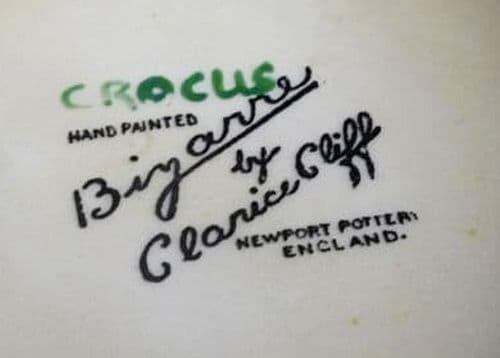 CROCUS
HAND PAINTED
Bizarre
by
Clarice Cliff
NEWPORT POTTERY
ENGLAND.